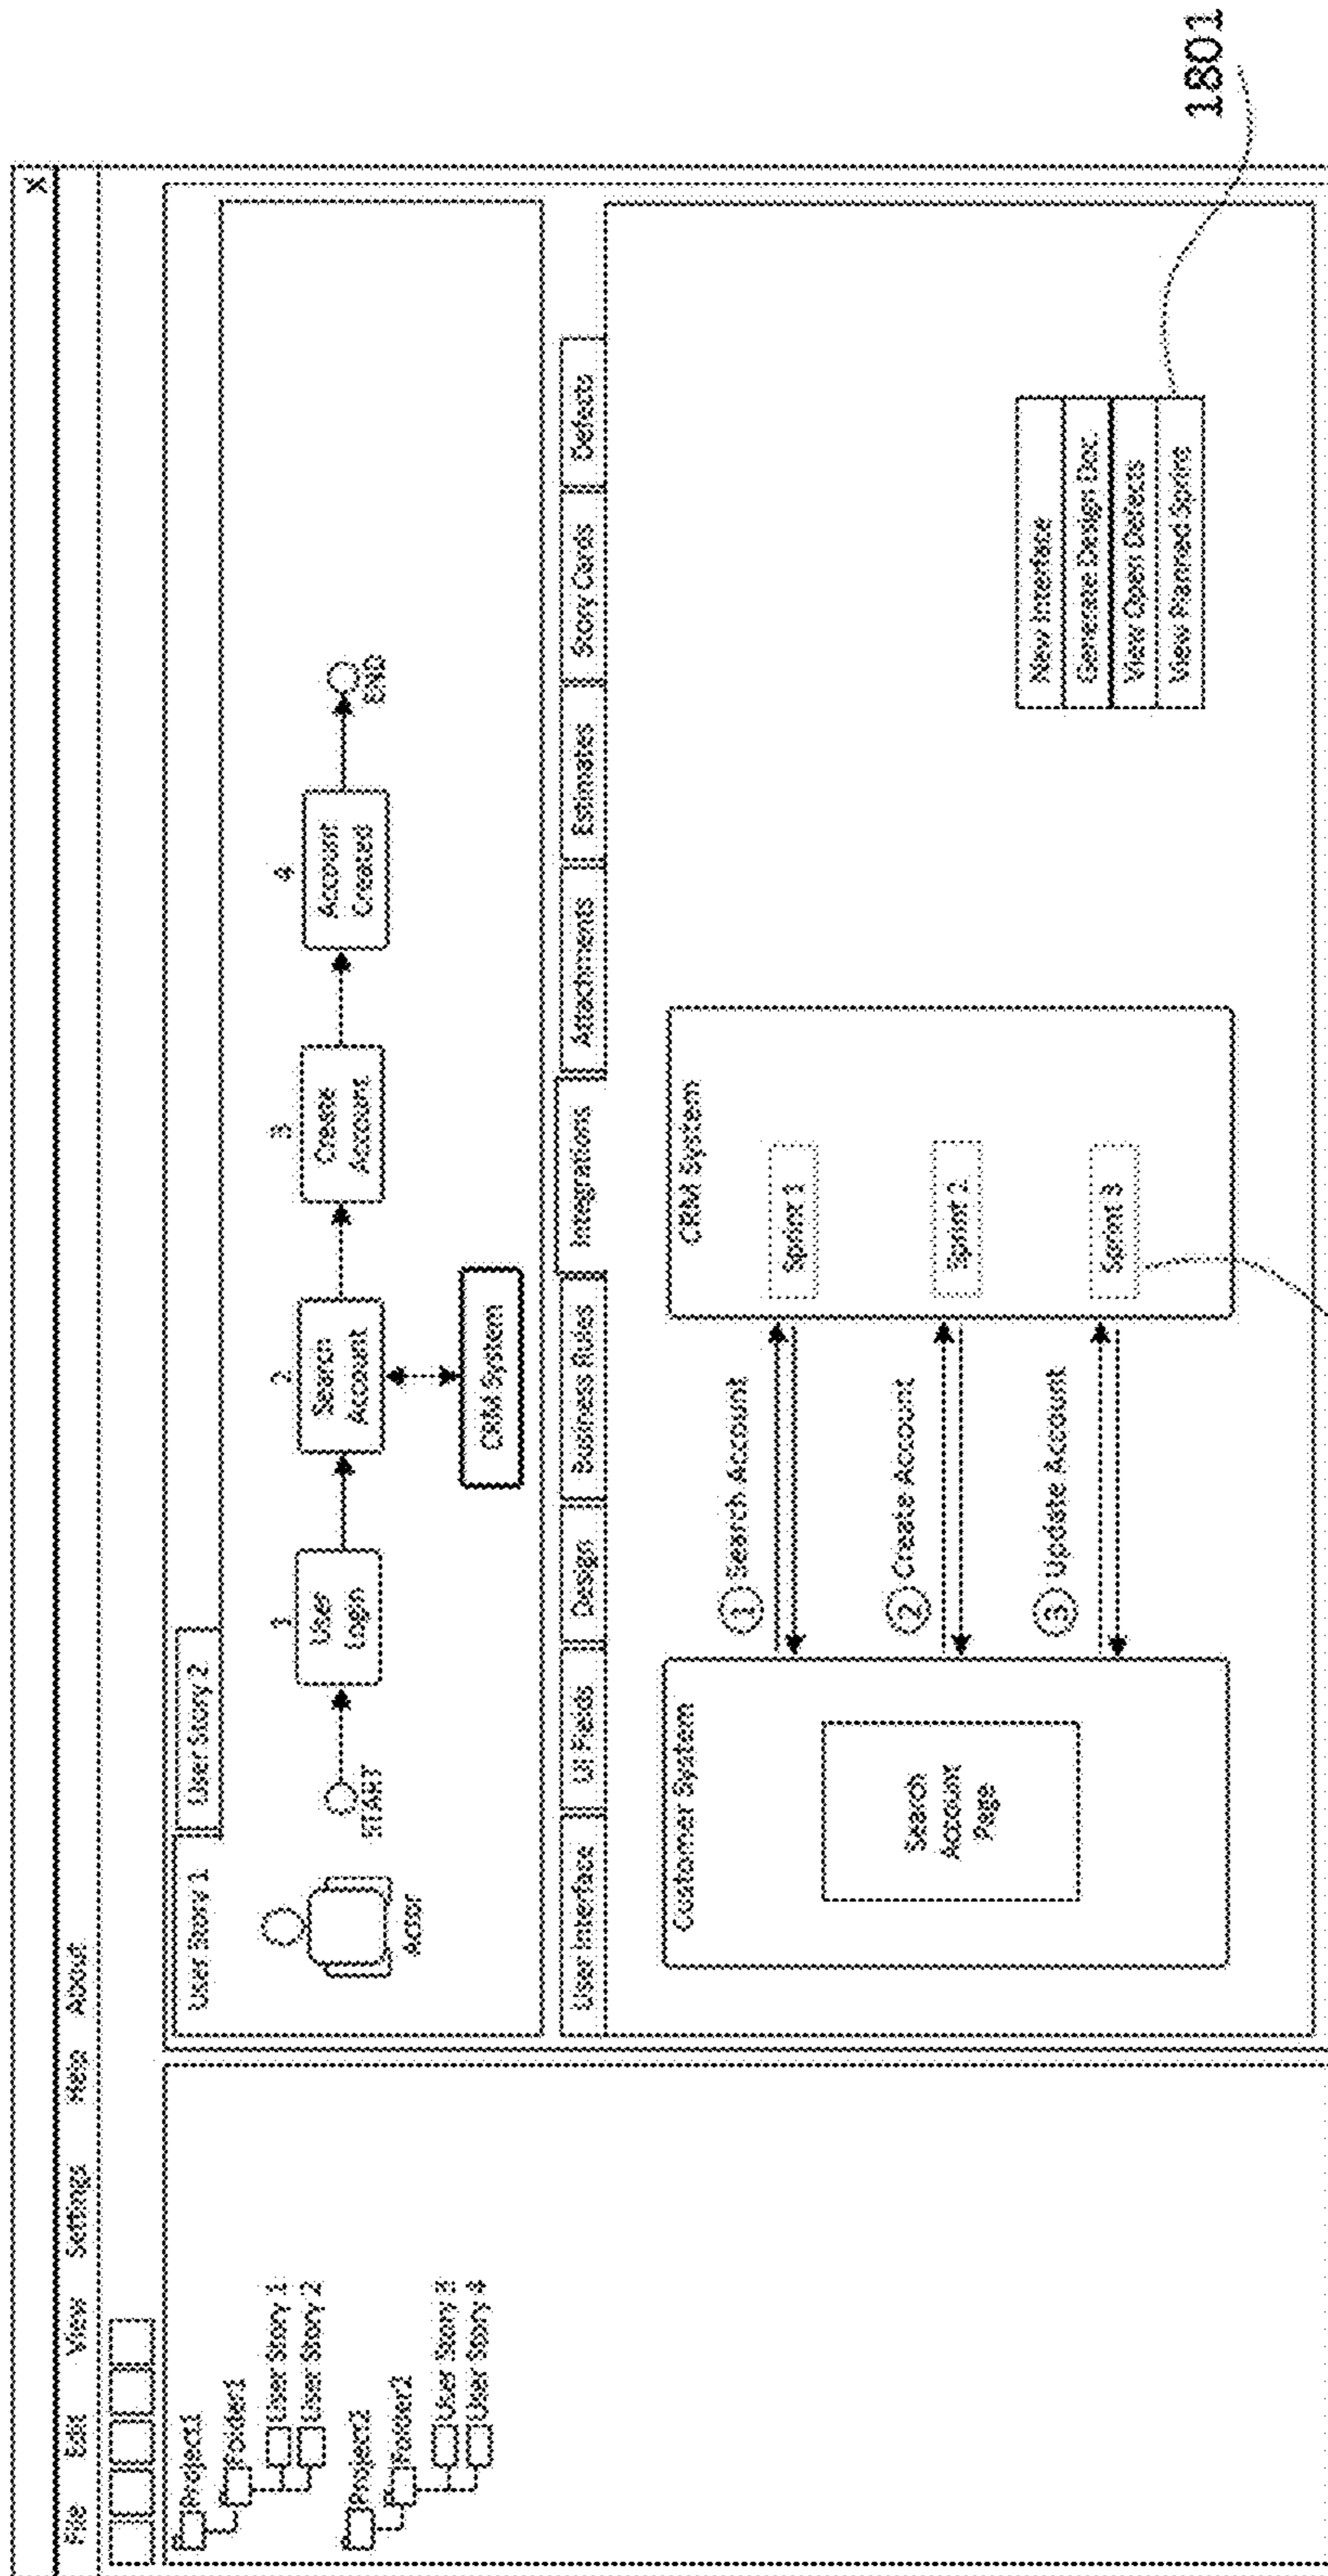 X
File Edit View Settings Help About
Project1
Folder1
User Story 1
User Story 2
Project2
Folder2
User Story 3
User Story 4
User Story 1 User Story 2
Actor
START
1
User
Login
2
Search
Account
3
Create
Account
4
Account
Created
END
CRM System
User Interface UI Fields Design Business Rules Integrations Attachments Estimates Story Cards Defects
Customer System
Search
Account
Page
1 Search Account
2 Create Account
3 Update Account
CRM System
Sprint 1
Sprint 2
Sprint 3
New Interface
Generate Design Doc.
View Open Defects
View Planned Sprint
1801